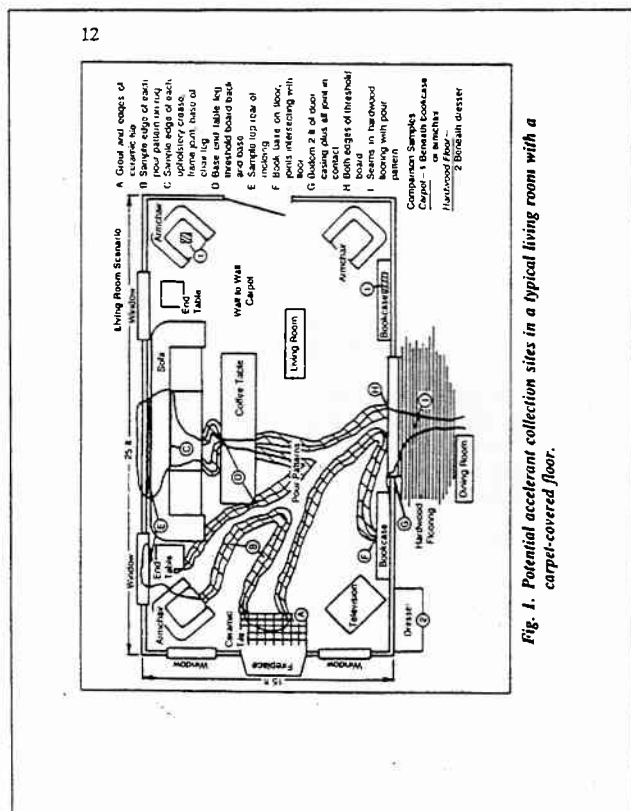 12
Living Room Scenario
25 ft
Window
Window
Armchair
End
Table
Sofa
End
Table
Armchair
Wall to Wall
Carpet
Coffee Table
Living Room
Pour Patterns
Ceramic
Tile
Fireplace
15 ft
Window
Window
Television
Bookcase
Bookcase
Armchair
Hardwood
Flooring
Dining Room
Dresser
A
B
C
D
E
F
G
H
I
1
1
2
A Grout and edges of
ceramic tile
B Sample edge of each
pour pattern on rug
C Sample edge of each
upholstery crease,
frame joint, base of
chair leg
D Base end table leg
threshold board back
and base
E Sample top rear of
F Book base on floor,
joints intersecting with
floor
G Bottom 2 ft of door
casing plus all joint in
contact
H Both edges of threshold
board
I Seams in hardwood
flooring with pour
pattern
Comparison Samples
Carpet – 1 Beneath bookcase
or armchair
Hardwood Floor –
2 Beneath dresser
Fig. 1. Potential accelerant collection sites in a typical living room with a
carpet-covered floor.